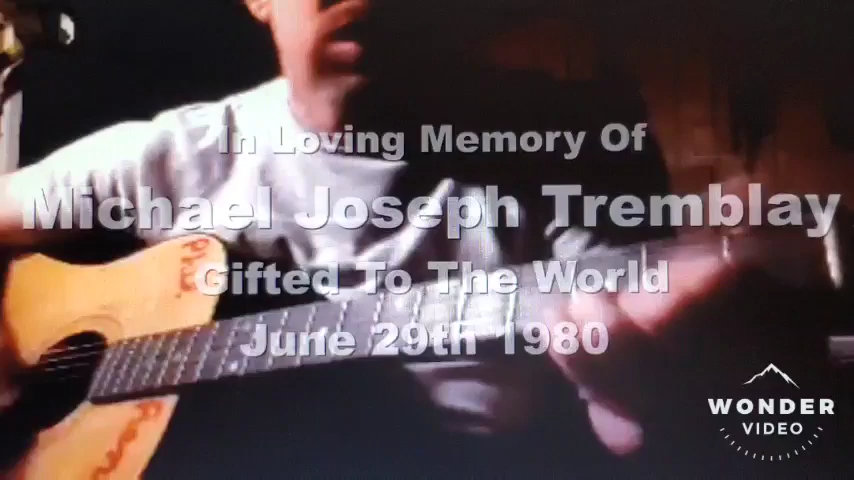 In Loving Memory Of
Michael Joseph Tremblay
Gifted To The World
June 29th 1980
WONDER
VIDEO